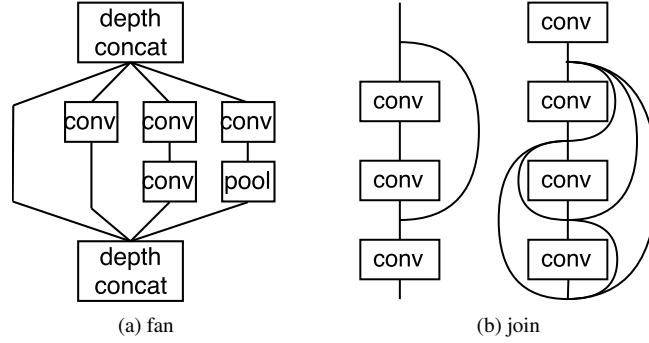 depth
concat
conv conv conv
conv pool
depth
concat
(a) fan
conv
conv conv
conv conv
conv conv
(b) join